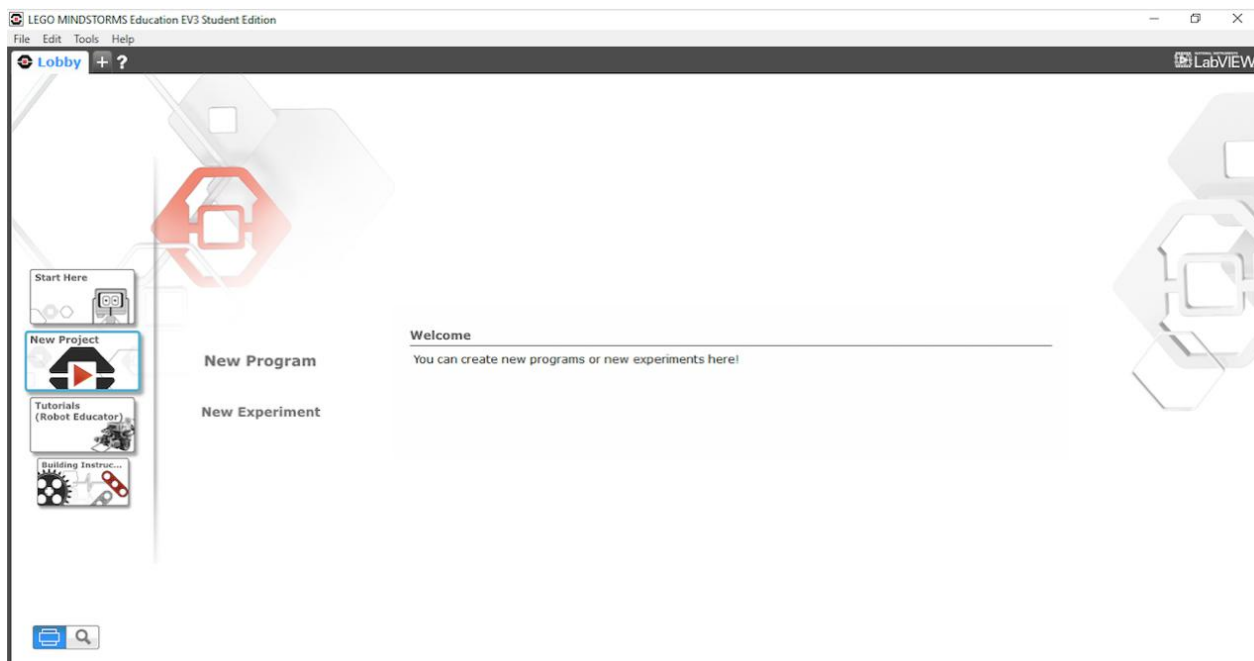 LEGO MINDSTORMS Education EV3 Student Edition
File Edit Tools Help
Lobby + ?
LabVIEW
Start Here
New Project
Tutorials
(Robot Educator)
Building Instruc...
New Program
New Experiment
Welcome
You can create new programs or new experiments here!